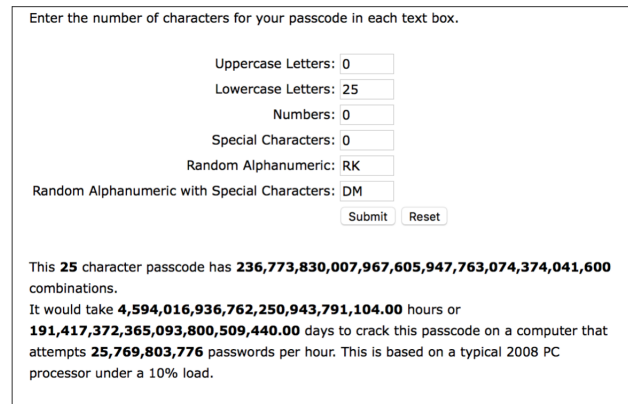 Enter the number of characters for your passcode in each text box.
Uppercase Letters: 0
Lowercase Letters: 25
Numbers: 0
Special Characters: 0
Random Alphanumeric: RK
Random Alphanumeric with Special Characters: DM
Submit Reset
This 25 character passcode has 236,773,830,007,967,605,947,763,074,374,041,600
combinations.
It would take 4,594,016,936,762,250,943,791,104.00 hours or
191,417,372,365,093,800,509,440.00 days to crack this passcode on a computer that
attempts 25,769,803,776 passwords per hour. This is based on a typical 2008 PC
processor under a 10% load.